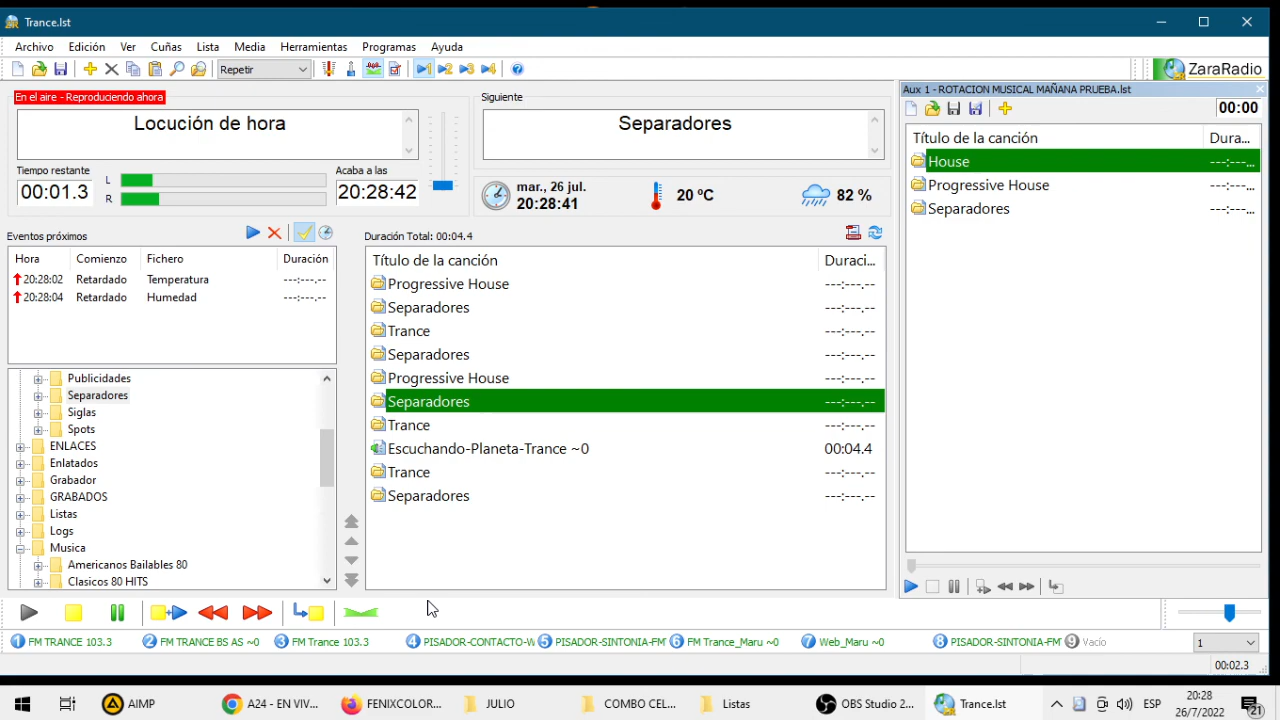 Trance.lst
Archivo Edición Ver Cuñas Lista Media Herramientas Programas Ayuda
Repetir 1 2 3 4 ZaraRadio
En el aire - Reproduciendo ahora
Locución de hora
Siguiente
Separadores
Tiempo restante
00:01.3
L
R
Acaba a las
20:28:42
mar., 26 jul.
20:28:41
20 ºC
82 %
Eventos próximos
Hora Comienzo Fichero Duración
20:28:02 Retardado Temperatura ---:---.--
20:28:04 Retardado Humedad ---:---.--
Publicidades
Separadores
Siglas
Spots
ENLACES
Enlatados
Grabador
GRABADOS
Listas
Logs
Musica
Americanos Bailables 80
Clasicos 80 HITS
Duración Total: 00:04.4
Título de la canción Duraci...
Progressive House ---:---.--
Separadores ---:---.--
Trance ---:---.--
Separadores ---:---.--
Progressive House ---:---.--
Separadores ---:---.--
Trance ---:---.--
Escuchando-Planeta-Trance ~0 00:04.4
Trance ---:---.--
Separadores ---:---.--
Aux 1 - ROTACION MUSICAL MAÑANA PRUEBA.lst
00:00
Título de la canción Dura...
House ---:---...
Progressive House ---:---...
Separadores ---:---...
1 FM TRANCE 103.3 2 FM TRANCE BS AS ~0 3 FM Trance 103.3 4 PISADOR-CONTACTO-W 5 PISADOR-SINTONIA-FM 6 FM Trance_Maru ~0 7 Web_Maru ~0 8 PISADOR-SINTONIA-FM 9 Vacío 1
00:02.3
AIMP A24 - EN VIV... FENIXCOLOR... JULIO COMBO CEL... Listas OBS Studio 2... Trance.lst ESP 20:28
26/7/2022
21